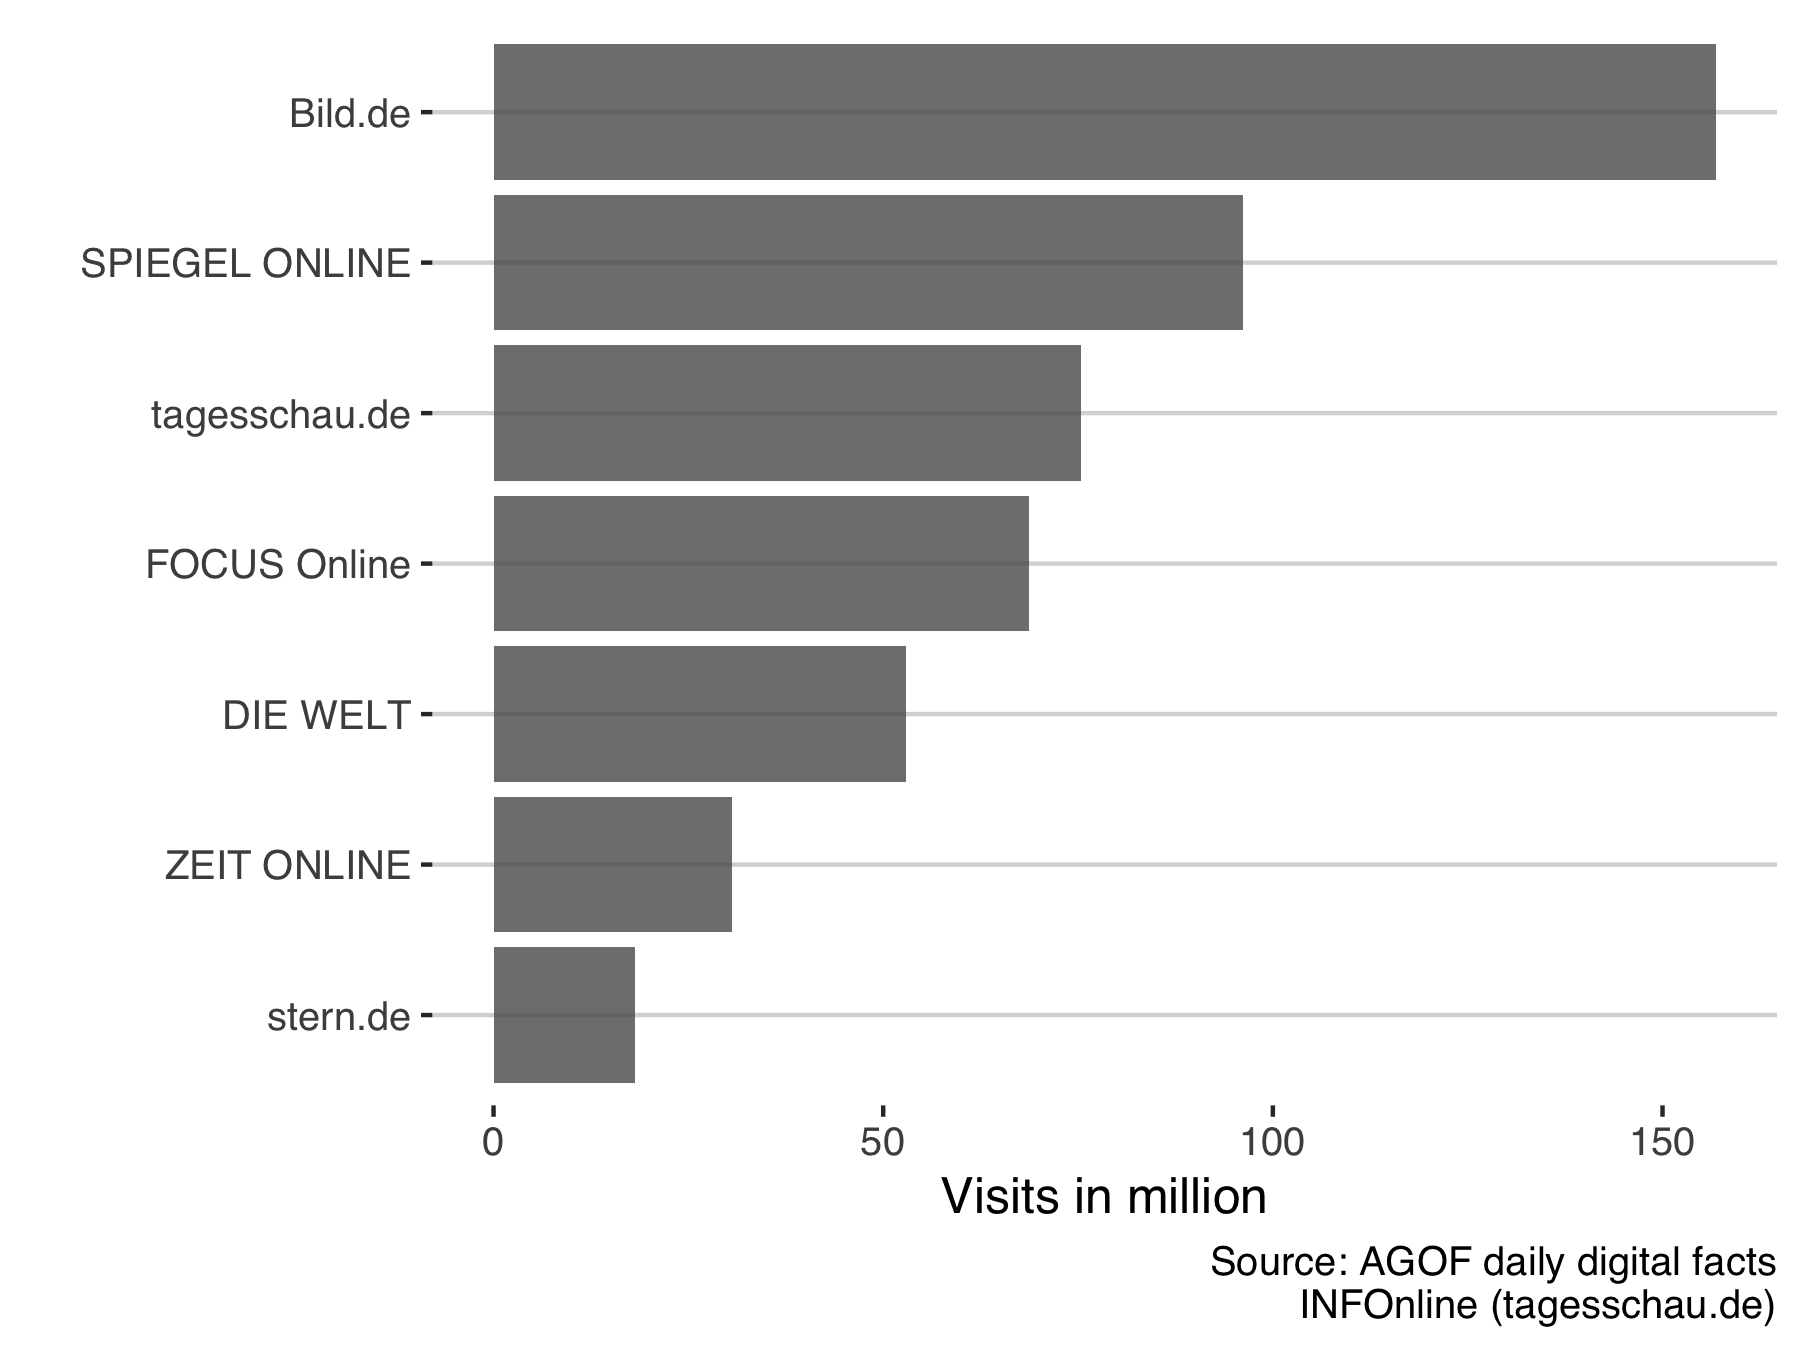 Bild.de
SPIEGEL ONLINE
tagesschau.de
FOCUS Online
DIE WELT
ZEIT ONLINE
stern.de
0 50 100 150
Visits in million
Source: AGOF daily digital facts
INFOnline (tagesschau.de)